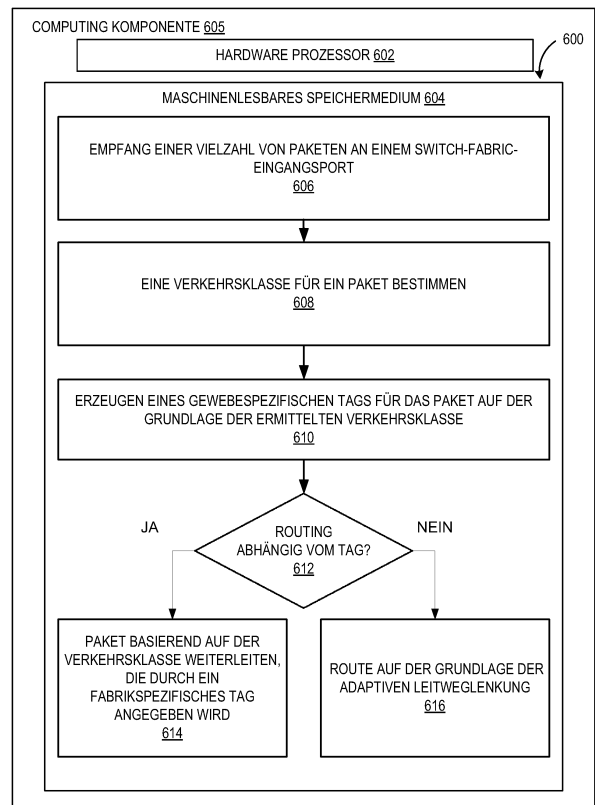 COMPUTING KOMPONENTE 605
600
HARDWARE PROZESSOR 602
MASCHINENLESBARES SPEICHERMEDIUM 604
EMPFANG EINER VIELZAHL VON PAKETEN AN EINEM SWITCH-FABRIC-
EINGANGSPORT
606
EINE VERKEHRSKLASSE FÜR EIN PAKET BESTIMMEN
608
ERZEUGEN EINES GEWEBESPEZIFISCHEN TAGS FÜR DAS PAKET AUF DER
GRUNDLAGE DER ERMITTELTEN VERKEHRSKLASSE
610
JA
NEIN
ROUTING
ABHÄNGIG VOM TAG?
612
PAKET BASIEREND AUF DER
VERKEHRSKLASSE WEITERLEITEN,
DIE DURCH EIN
FABRIKSPEZIFISCHES TAG
ANGEGEBEN WIRD
614
ROUTE AUF DER GRUNDLAGE DER
ADAPTIVEN LEITWEGLENKUNG
616